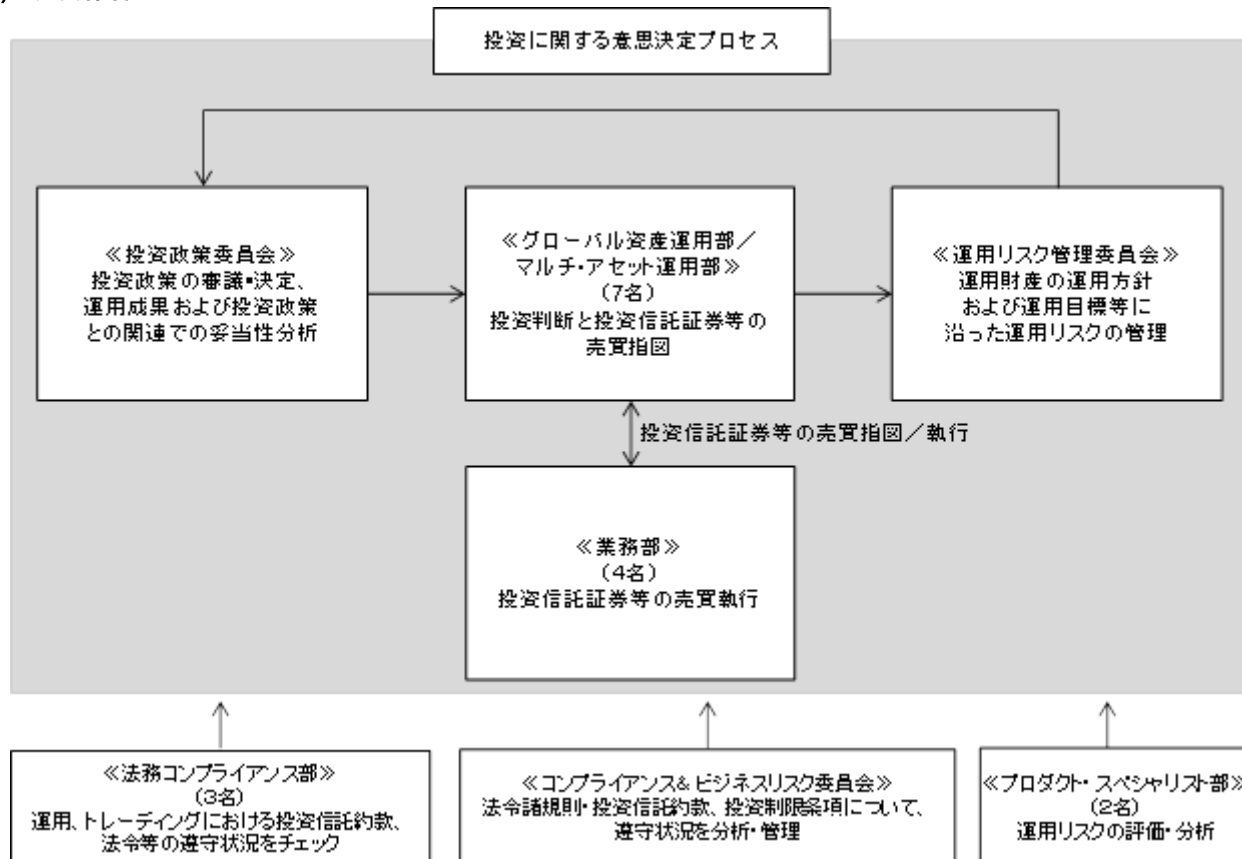 投資に関する意思決定プロセス
≪投資政策委員会≫
投資政策の審議・決定、
運用成果および投資政策
との関連での妥当性分析
≪グローバル資産運用部／
マルチ・アセット運用部≫
(7名)
投資判断と投資信託証券等の
売買指図
≪運用リスク管理委員会≫
運用財産の運用方針
および運用目標等に
沿った運用リスクの管理
投資信託証券等の売買指図／執行
≪業務部≫
(4名)
投資信託証券等の売買執行
≪法務コンプライアンス部≫
(3名)
運用、トレーディングにおける投資信託約款、
法令等の遵守状況をチェック
≪コンプライアンス&ビジネスリスク委員会≫
法令諸規則・投資信託約款、投資制限条項について、
遵守状況を分析・管理
≪プロダクト・スペシャリスト部≫
(2名)
運用リスクの評価・分析